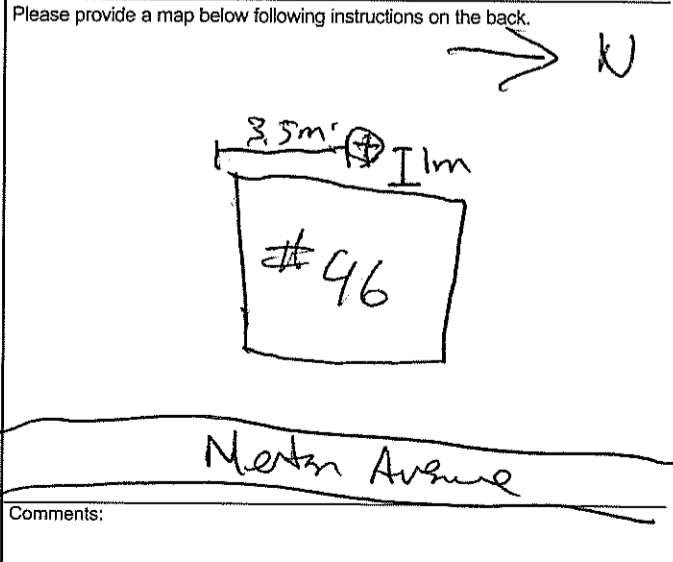 Please provide a map below following instructions on the back.
N
3.5m
1m
#46
Merton Avenue
Comments: